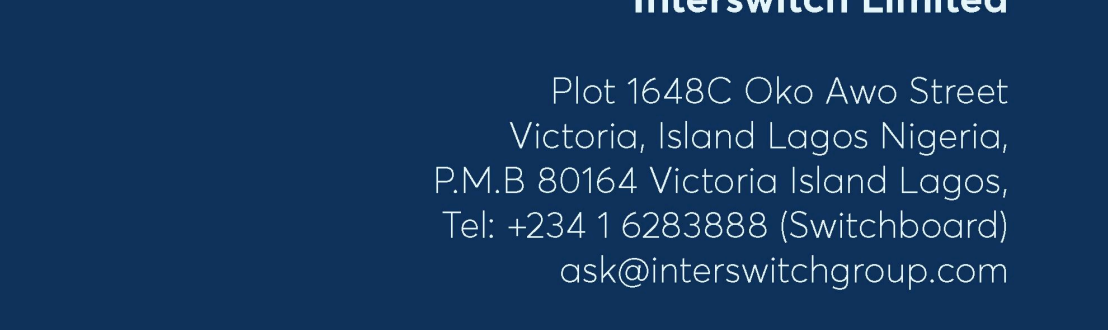 Interswitch Limited
Plot 1648C Oko Awo Street
Victoria, Island Lagos Nigeria,
P.M.B 80164 Victoria Island Lagos,
Tel: +234 1 6283888 (Switchboard)
ask@interswitchgroup.com